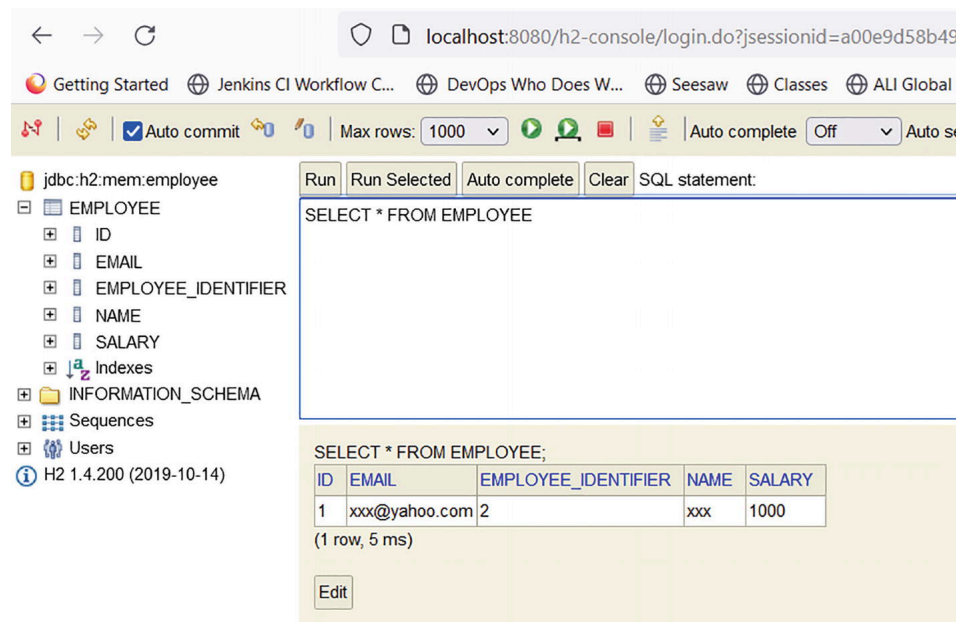 localhost:8080/h2-console/login.do?jsessionid=a00e9d58b49
Getting Started Jenkins CI Workflow C... DevOps Who Does W... Seesaw Classes ALI Global
Auto commit Max rows: 1000 Auto complete Off Auto se
jdbc:h2:mem:employee
EMPLOYEE
ID
EMAIL
EMPLOYEE_IDENTIFIER
NAME
SALARY
Indexes
INFORMATION_SCHEMA
Sequences
Users
H2 1.4.200 (2019-10-14)
Run Run Selected Auto complete Clear SQL statement:
SELECT * FROM EMPLOYEE
SELECT * FROM EMPLOYEE;
ID EMAIL EMPLOYEE_IDENTIFIER NAME SALARY
1 xxx@yahoo.com 2 xxx 1000
(1 row, 5 ms)
Edit